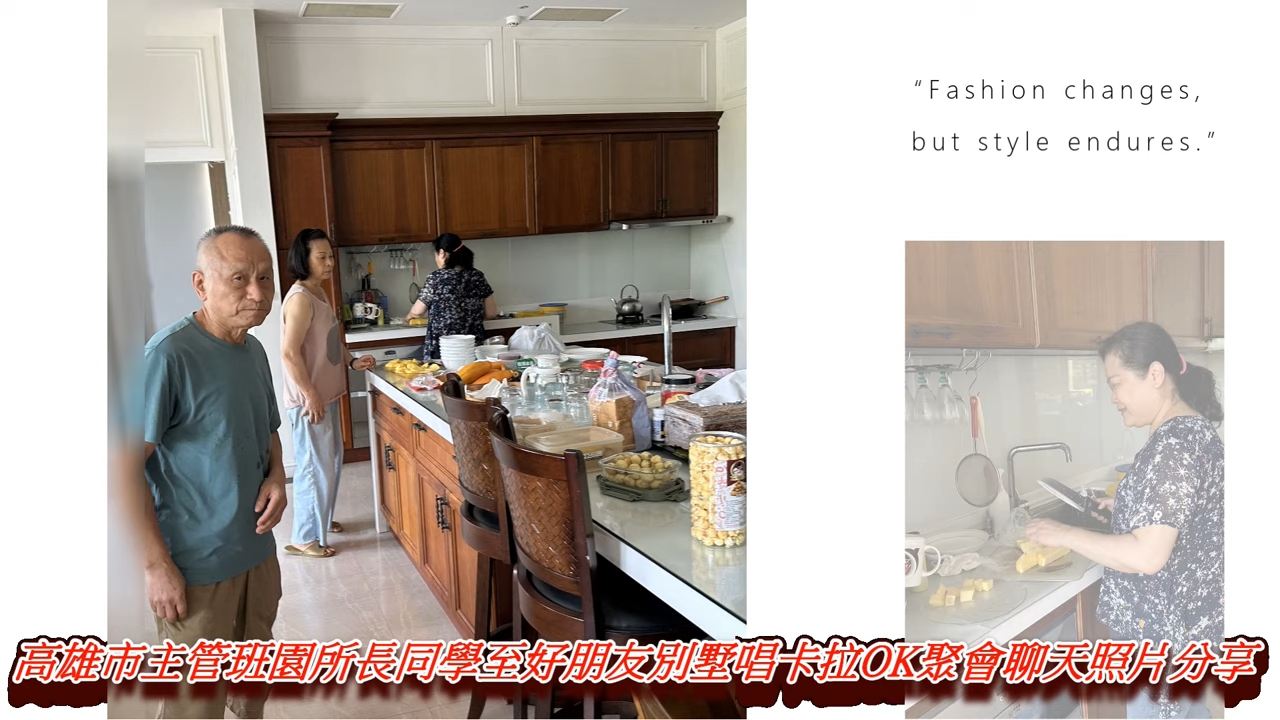 “Fashion changes,
but style endures.”
高雄市主管班園所長同學至好朋友別墅唱卡拉OK聚會聊天照片分享